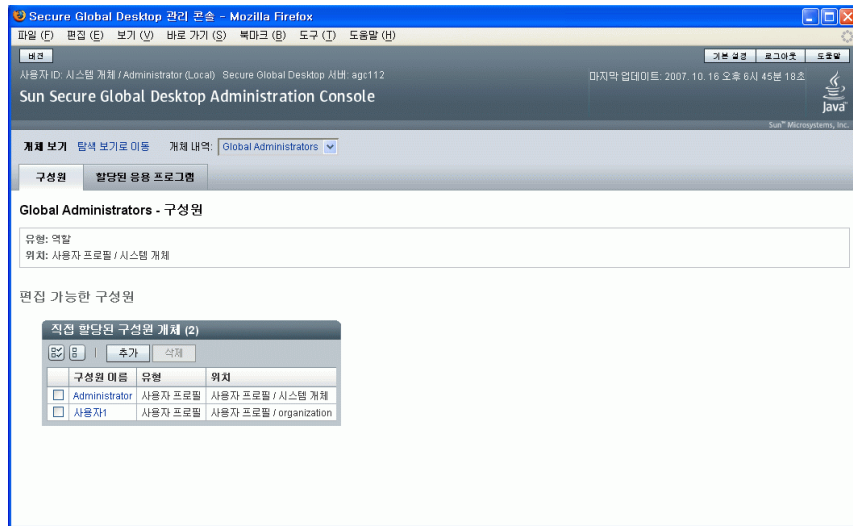 Secure Global Desktop 관리 콘솔 - Mozilla Firefox
파일 (F) 편집 (E) 보기 (V) 바로 가기 (S) 북마크 (B) 도구 (T) 도움말 (H)
버전 기본 설정 로그아웃 도움말
사용자 ID: 시스템 개체 / Administrator (Local) Secure Global Desktop 서버: agc112 마지막 업데이트: 2007. 10. 16 오후 6시 45분 18초
Sun Secure Global Desktop Administration Console
Java
Sun™ Microsystems, Inc.
개체 보기 탐색 보기로 이동 개체 내역: Global Administrators
구성원 할당된 응용 프로그램
Global Administrators - 구성원
유형: 역할
위치: 사용자 프로필 / 시스템 개체
편집 가능한 구성원
직접 할당된 구성원 개체 (2)
추가 삭제
구성원 이름 유형 위치
Administrator 사용자 프로필 사용자 프로필 / 시스템 개체
사용자1 사용자 프로필 사용자 프로필 / organization